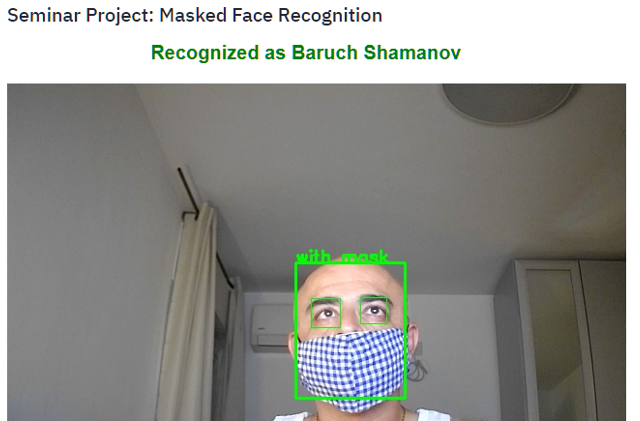 Seminar Project: Masked Face Recognition
Recognized as Baruch Shamanov
with_mask